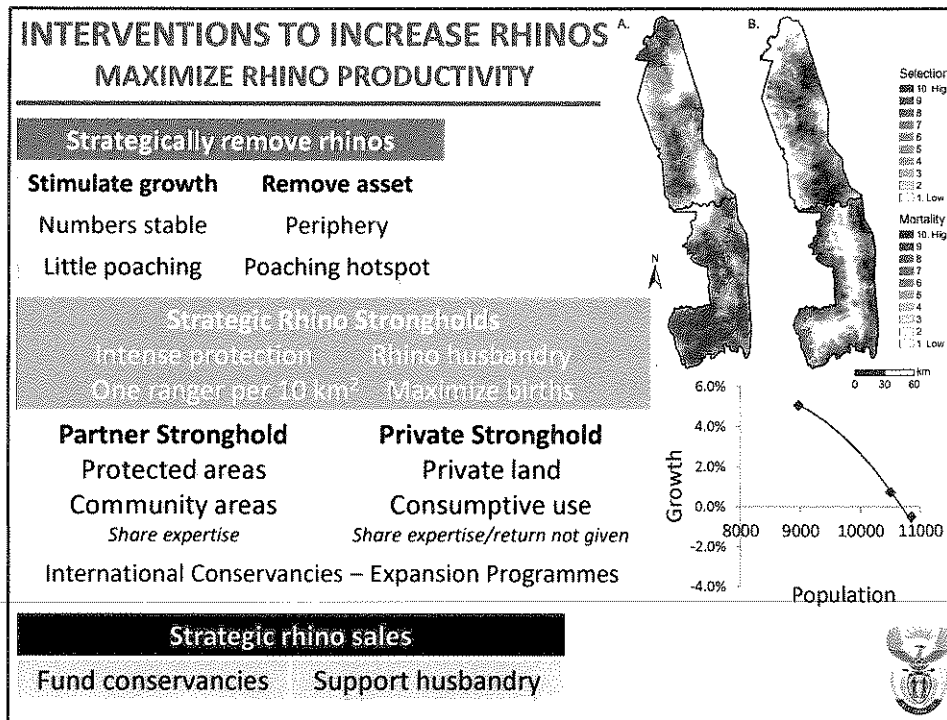 INTERVENTIONS TO INCREASE RHINOS
MAXIMIZE RHINO PRODUCTIVITY
Strategically remove rhinos
Stimulate growth Remove asset
Numbers stable Periphery
Little poaching Poaching hotspot
Strategic Rhino Strongholds
Intense protection Rhino husbandry
One ranger per 10 km² Maximize births
Partner Stronghold Private Stronghold
Protected areas Private land
Community areas Consumptive use
Share expertise Share expertise/return not given
International Conservancies – Expansion Programmes
Strategic rhino sales
Fund conservancies Support husbandry
A. B.
Selection
10. Hig
9
8
7
6
5
4
3
2
1. Low
Mortality
10. Hig
9
8
7
6
5
4
3
2
1. Low
N
km
0 30 60
6.0%
4.0%
2.0%
0.0%
-2.0%
-4.0%
Growth
8000 9000 10000 11000
Population